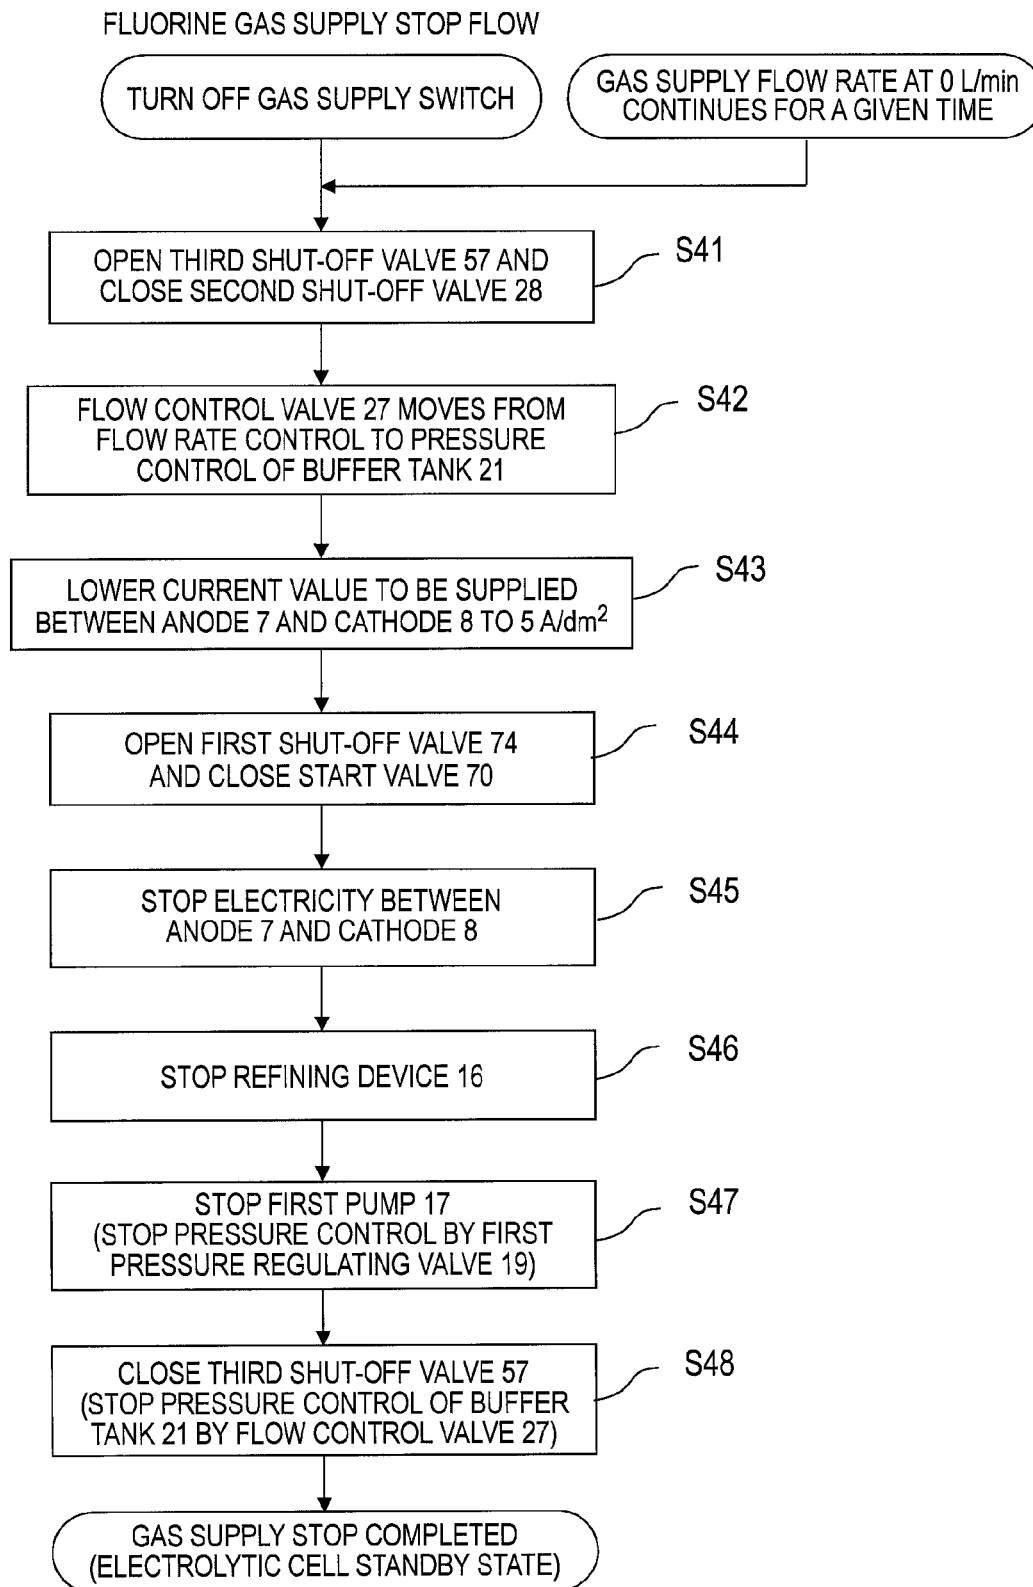 FLUORINE GAS SUPPLY STOP FLOW
TURN OFF GAS SUPPLY SWITCH
GAS SUPPLY FLOW RATE AT 0 L/min
CONTINUES FOR A GIVEN TIME
OPEN THIRD SHUT-OFF VALVE 57 AND
CLOSE SECOND SHUT-OFF VALVE 28
S41
FLOW CONTROL VALVE 27 MOVES FROM
FLOW RATE CONTROL TO PRESSURE
CONTROL OF BUFFER TANK 21
S42
LOWER CURRENT VALUE TO BE SUPPLIED
BETWEEN ANODE 7 AND CATHODE 8 TO 5 A/dm²
S43
OPEN FIRST SHUT-OFF VALVE 74
AND CLOSE START VALVE 70
S44
STOP ELECTRICITY BETWEEN
ANODE 7 AND CATHODE 8
S45
STOP REFINING DEVICE 16
S46
STOP FIRST PUMP 17
(STOP PRESSURE CONTROL BY FIRST
PRESSURE REGULATING VALVE 19)
S47
CLOSE THIRD SHUT-OFF VALVE 57
(STOP PRESSURE CONTROL OF BUFFER
TANK 21 BY FLOW CONTROL VALVE 27)
S48
GAS SUPPLY STOP COMPLETED
(ELECTROLYTIC CELL STANDBY STATE)